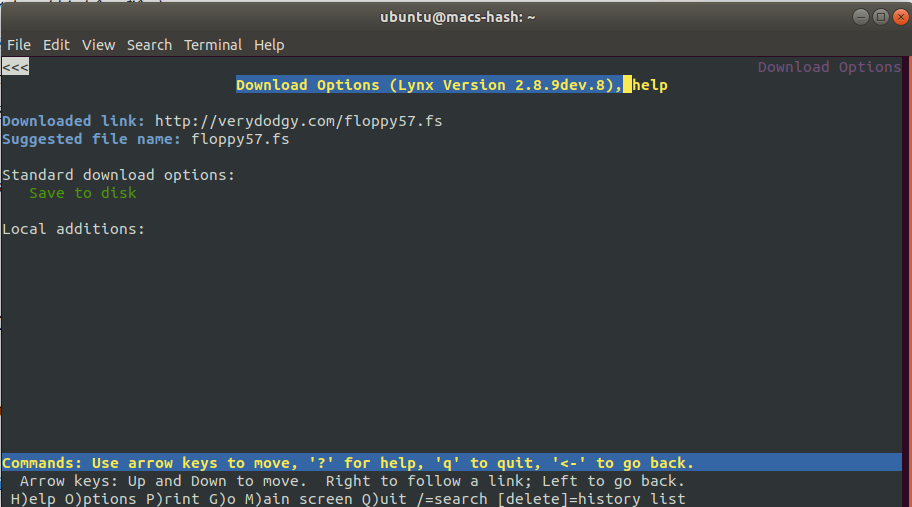 ubuntu@macs-hash: ~
File Edit View Search Terminal Help
<<< Download Options
Download Options (Lynx Version 2.8.9dev.8), help
Downloaded link: http://verydodgy.com/floppy57.fs
Suggested file name: floppy57.fs
Standard download options:
Save to disk
Local additions:
Commands: Use arrow keys to move, '?' for help, 'q' to quit, '<-' to go back.
Arrow keys: Up and Down to move. Right to follow a link; Left to go back.
H)elp O)ptions P)rint G)o M)ain screen Q)uit /=search [delete]=history list